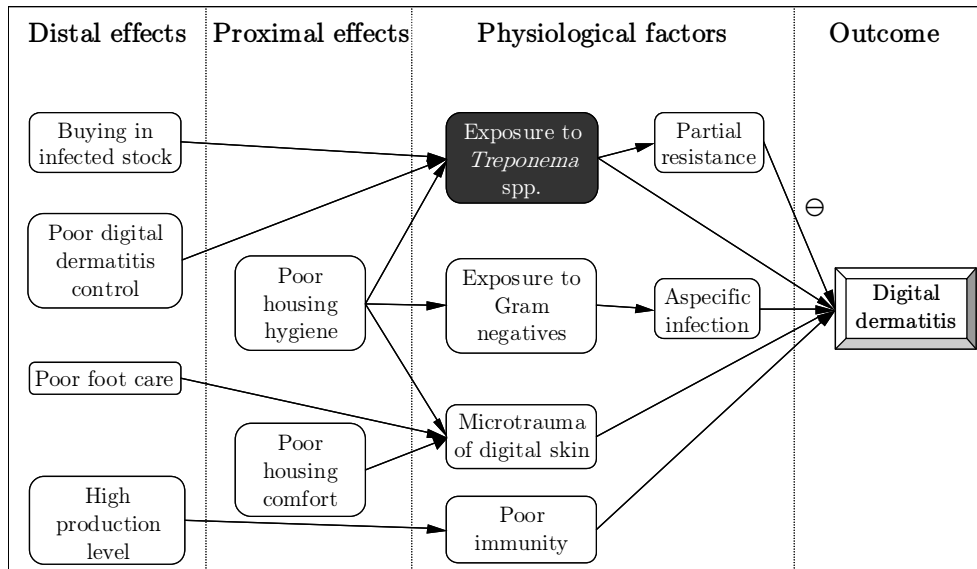 Distal effects
Proximal effects
Physiological factors
Outcome
Buying in
infected stock
Poor digital
dermatitis
control
Poor foot care
High
production
level
Poor
housing
hygiene
Poor
housing
comfort
Exposure to
Treponema
spp.
Exposure to
Gram
negatives
Microtrauma
of digital skin
Poor
immunity
Partial
resistance
Aspecific
infection
⊖
Digital
dermatitis